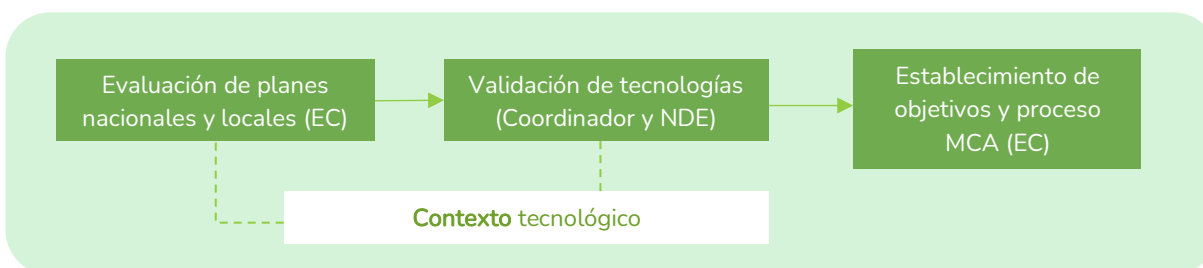 Evaluación de planes
nacionales y locales (EC)
Validación de tecnologías
(Coordinador y NDE)
Establecimiento de
objetivos y proceso
MCA (EC)
Contexto tecnológico